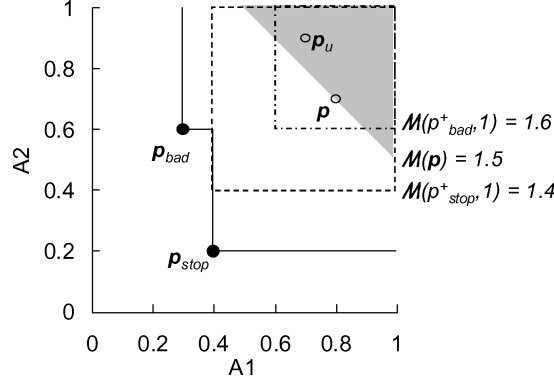 1
0.8
0.6
0.4
0.2
0
A2
p_u
p
p_bad
p_stop
M(p⁺_bad,1) = 1.6
M(p) = 1.5
M(p⁺_stop,1) = 1.4
0 0.2 0.4 0.6 0.8 1
A1